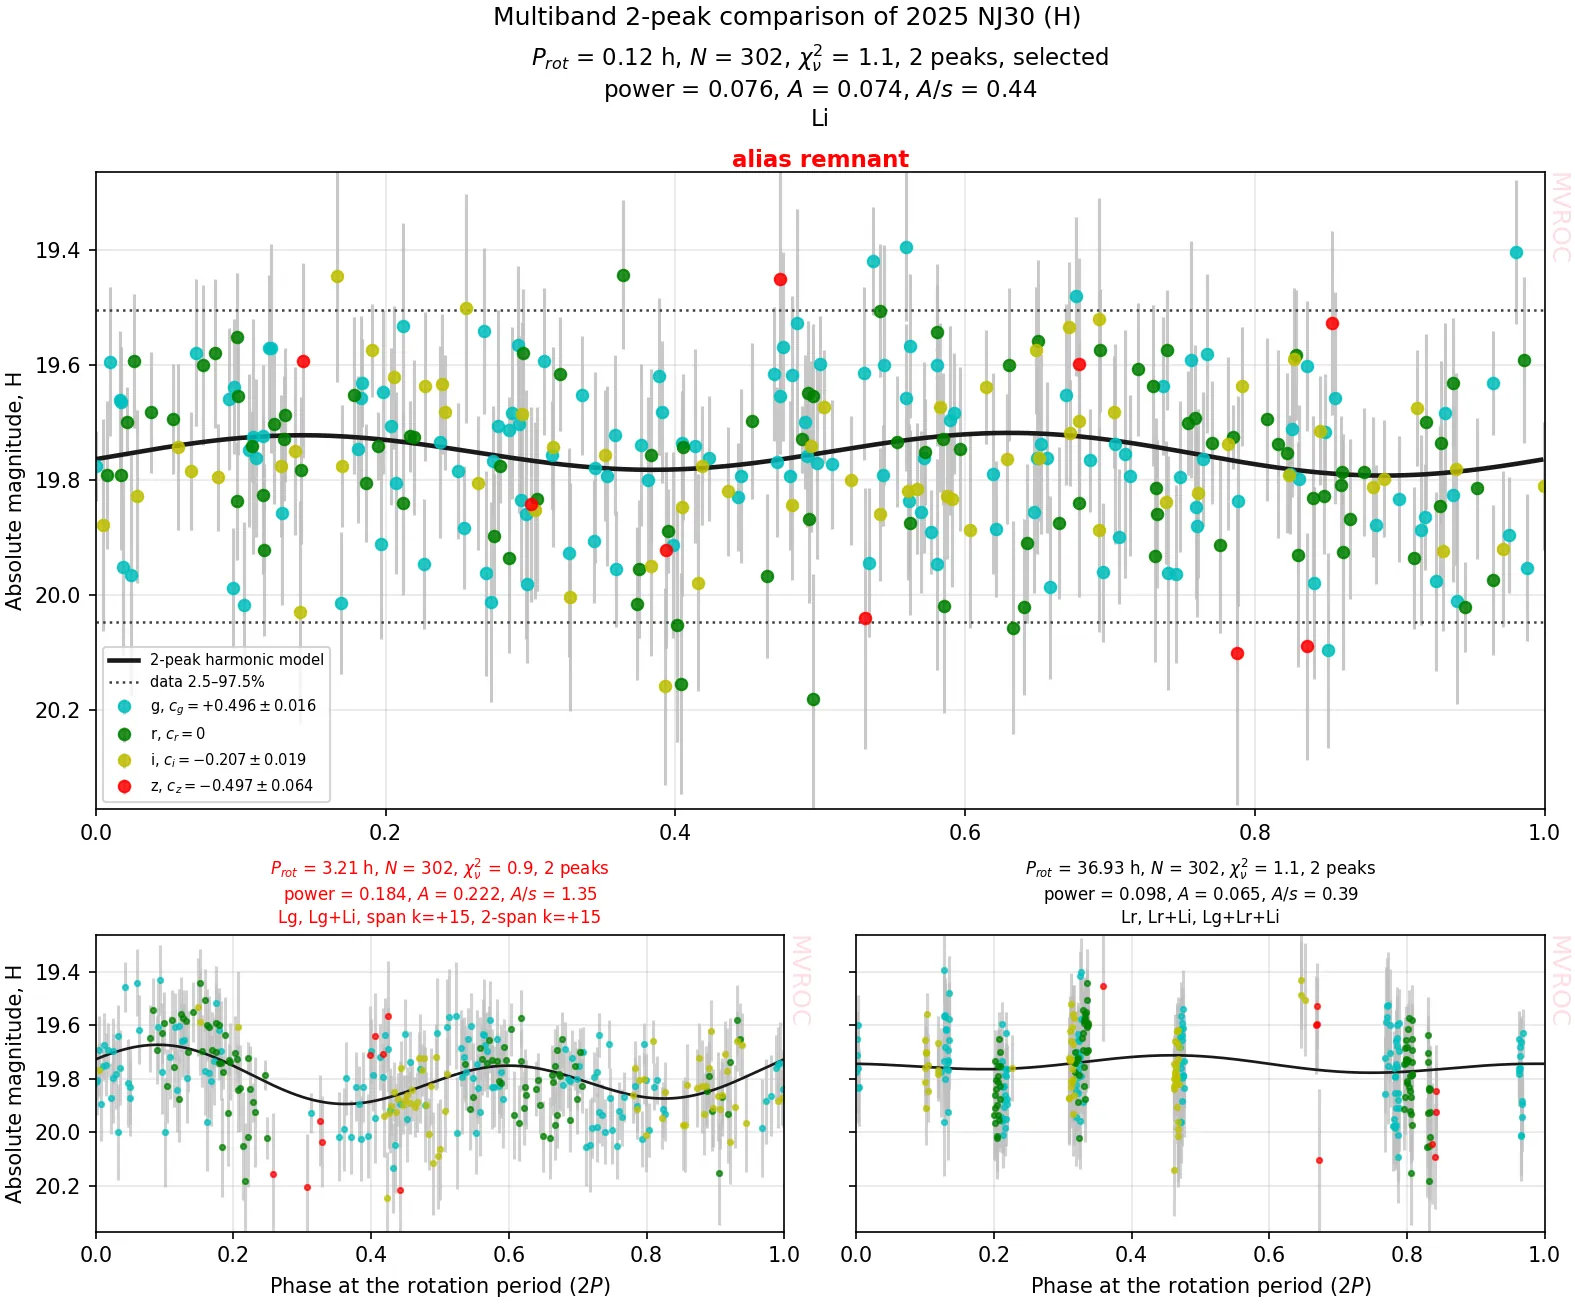 Multiband 2-peak comparison of 2025 NJ30 (H)
P_rot = 0.12 h, N = 302, χ²_ν = 1.1, 2 peaks, selected
power = 0.076, A = 0.074, A/s = 0.44
Li
alias remnant
MVROC
Absolute magnitude, H
19.4
19.6
19.8
20.0
20.2
2-peak harmonic model
data 2.5–97.5%
g, c_g = +0.496 ± 0.016
r, c_r = 0
i, c_i = −0.207 ± 0.019
z, c_z = −0.497 ± 0.064
0.0 0.2 0.4 0.6 0.8 1.0
P_rot = 3.21 h, N = 302, χ²_ν = 0.9, 2 peaks
power = 0.184, A = 0.222, A/s = 1.35
Lg, Lg+Li, span k=+15, 2-span k=+15
MVROC
Absolute magnitude, H
19.4
19.6
19.8
20.0
20.2
0.0 0.2 0.4 0.6 0.8 1.0
Phase at the rotation period (2P)
P_rot = 36.93 h, N = 302, χ²_ν = 1.1, 2 peaks
power = 0.098, A = 0.065, A/s = 0.39
Lr, Lr+Li, Lg+Lr+Li
MVROC
0.0 0.2 0.4 0.6 0.8 1.0
Phase at the rotation period (2P)